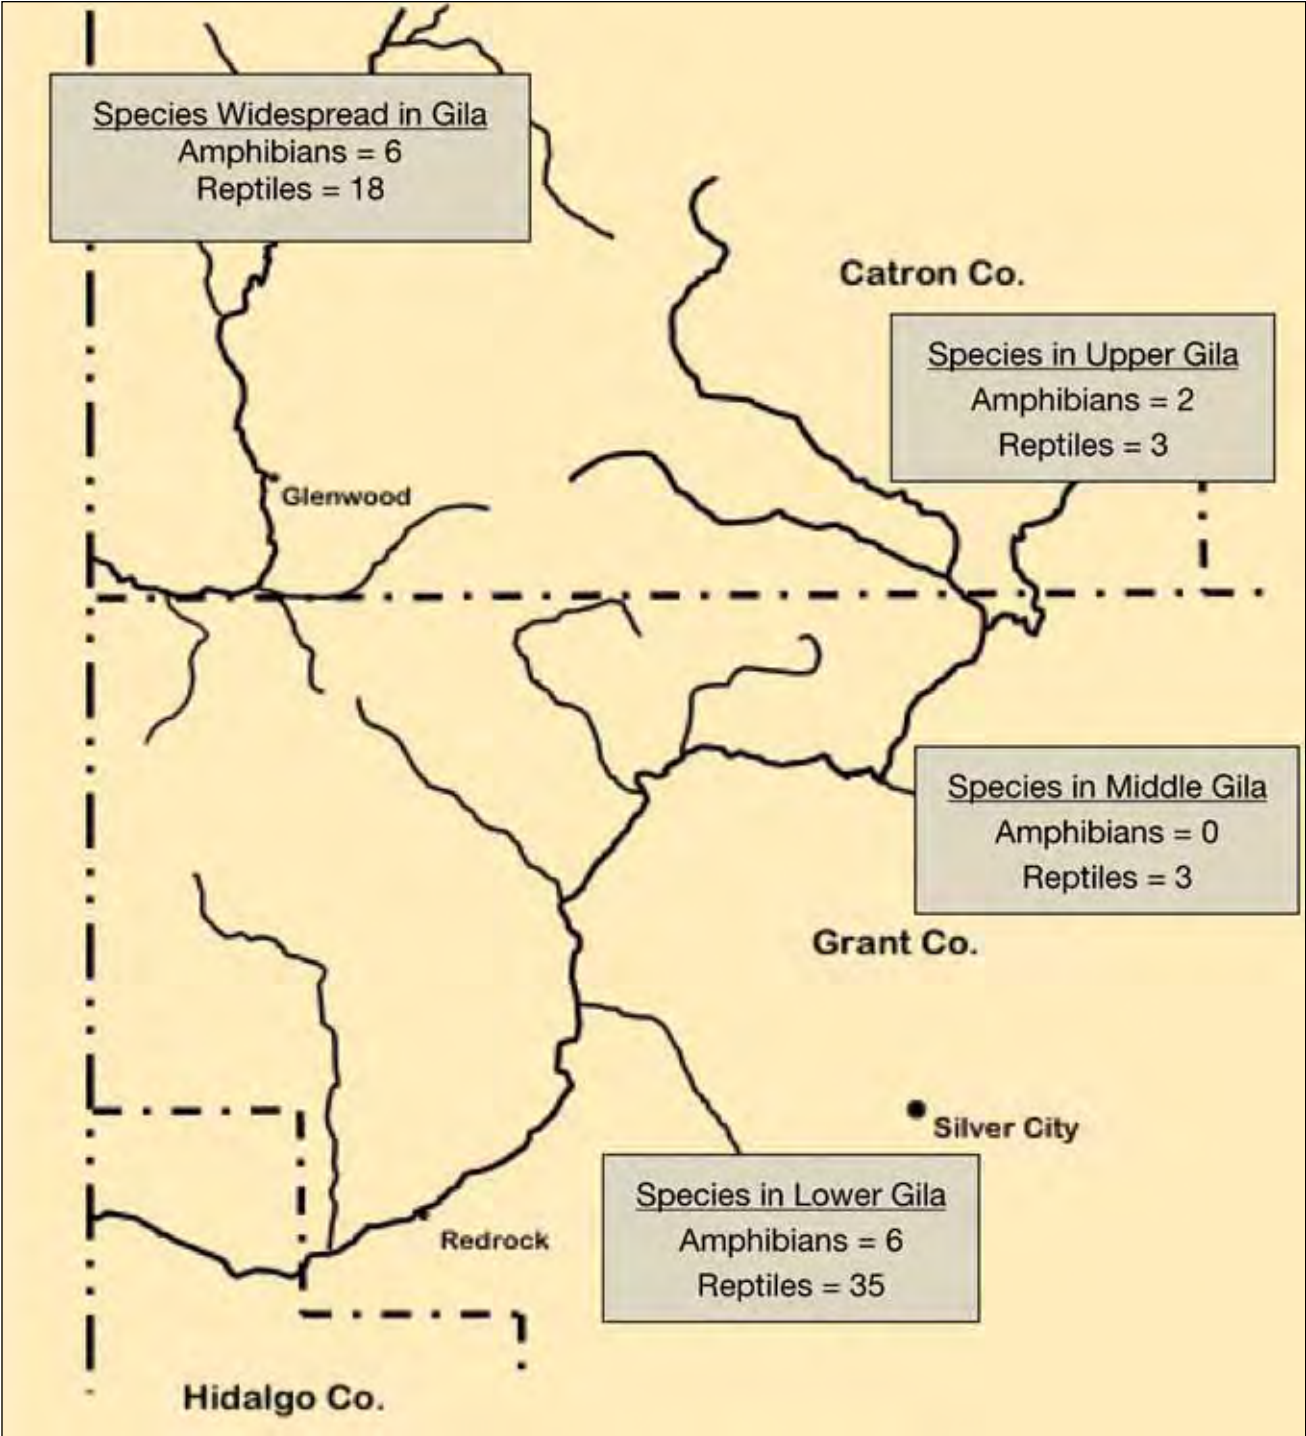 Species Widespread in Gila
Amphibians = 6
Reptiles = 18
Catron Co.
Species in Upper Gila
Amphibians = 2
Reptiles = 3
Glenwood
Species in Middle Gila
Amphibians = 0
Reptiles = 3
Grant Co.
Silver City
Species in Lower Gila
Amphibians = 6
Reptiles = 35
Redrock
Hidalgo Co.